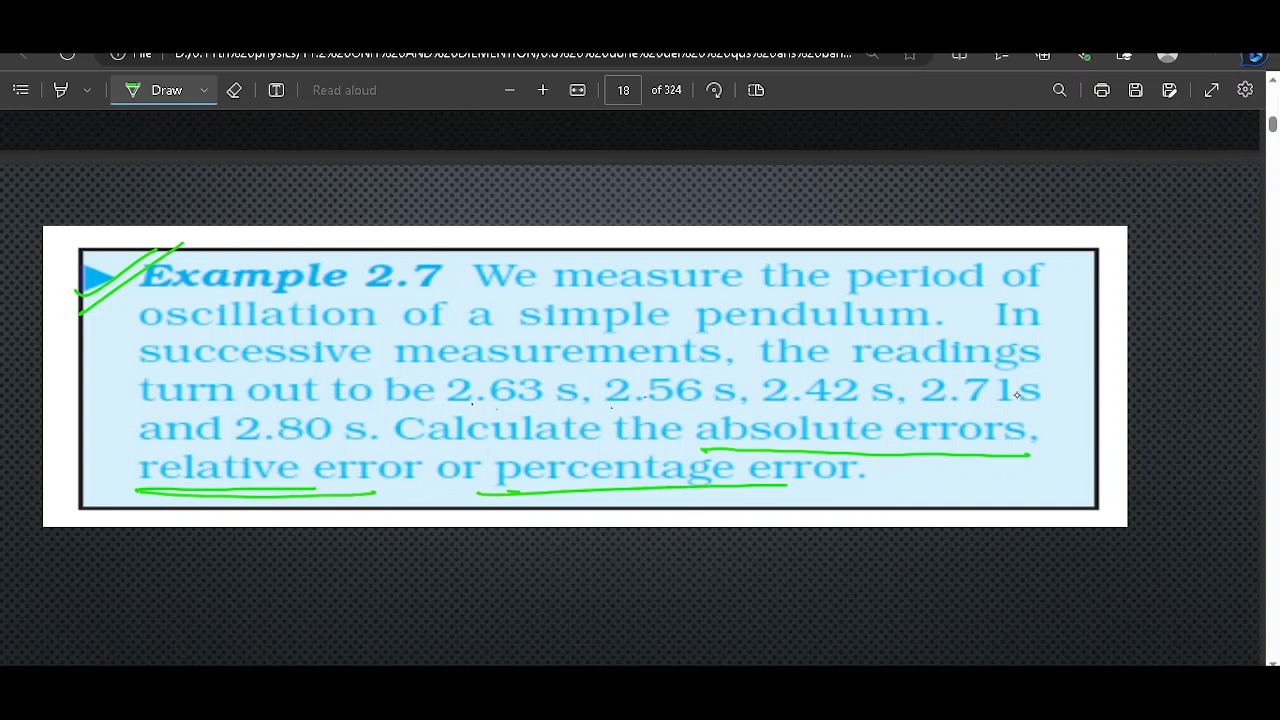 Draw
Read aloud
18 of 324
Example 2.7 We measure the period of
oscillation of a simple pendulum. In
successive measurements, the readings
turn out to be 2.63 s, 2.56 s, 2.42 s, 2.71s
and 2.80 s. Calculate the absolute errors,
relative error or percentage error.